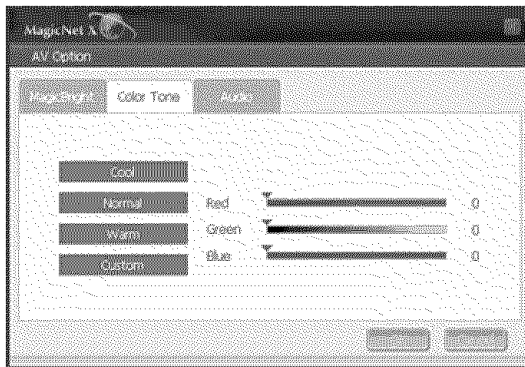 MagicNet X
AV Option
MagicBright Color Tone Audio
Cool
Normal Red 0
Warm Green 0
Custom Blue 0